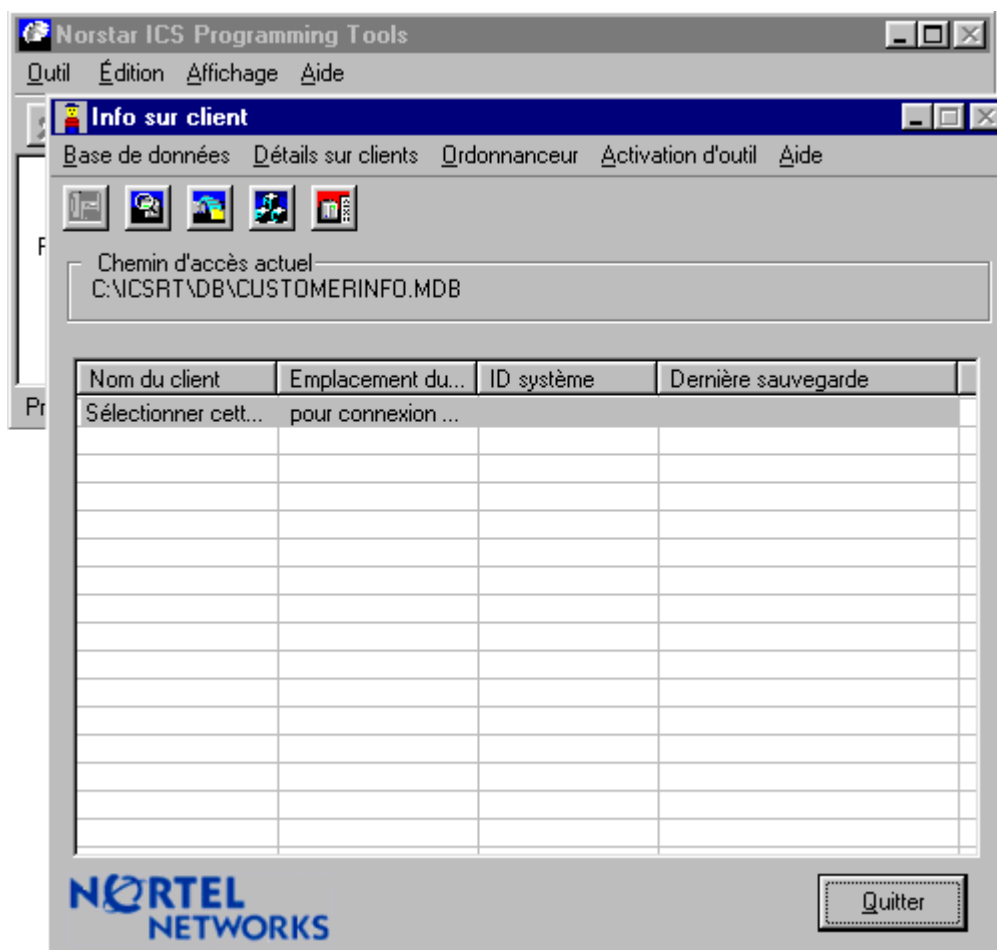 Norstar ICS Programming Tools
Outil Édition Affichage Aide
Info sur client
Base de données Détails sur clients Ordonnanceur Activation d'outil Aide
Chemin d'accès actuel
C:\ICSRT\DB\CUSTOMERINFO.MDB
Nom du client Emplacement du... ID système Dernière sauvegarde
Sélectionner cett... pour connexion ...
Pr
NORTEL
NETWORKS
Quitter